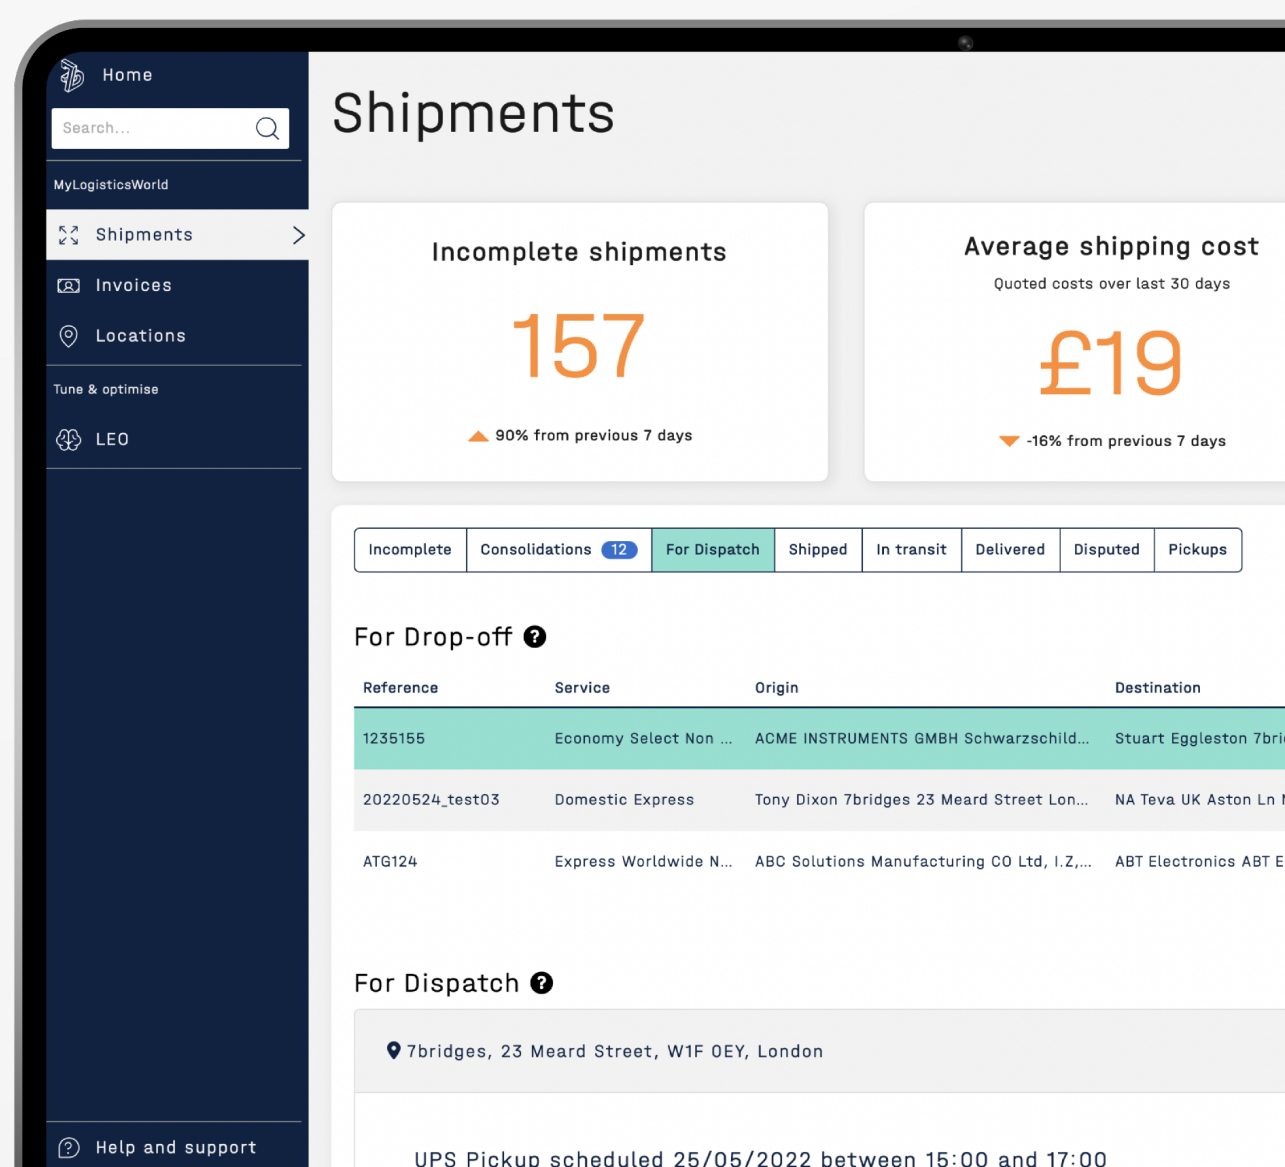 Home
Search...
MyLogisticsWorld
Shipments
Invoices
Locations
Tune & optimise
LEO
Help and support
Shipments
Incomplete shipments
157
90% from previous 7 days
Average shipping cost
Quoted costs over last 30 days
£19
-16% from previous 7 days
Incomplete Consolidations 12 For Dispatch Shipped In transit Delivered Disputed Pickups
For Drop-off ?
Reference Service Origin Destination
1235155 Economy Select Non ... ACME INSTRUMENTS GMBH Schwarzschild... Stuart Eggleston 7bri
20220524_test03 Domestic Express Tony Dixon 7bridges 23 Meard Street Lon... NA Teva UK Aston Ln
ATG124 Express Worldwide N... ABC Solutions Manufacturing CO Ltd, I.Z,... ABT Electronics ABT E
For Dispatch ?
7bridges, 23 Meard Street, W1F 0EY, London
UPS Pickup scheduled 25/05/2022 between 15:00 and 17:00